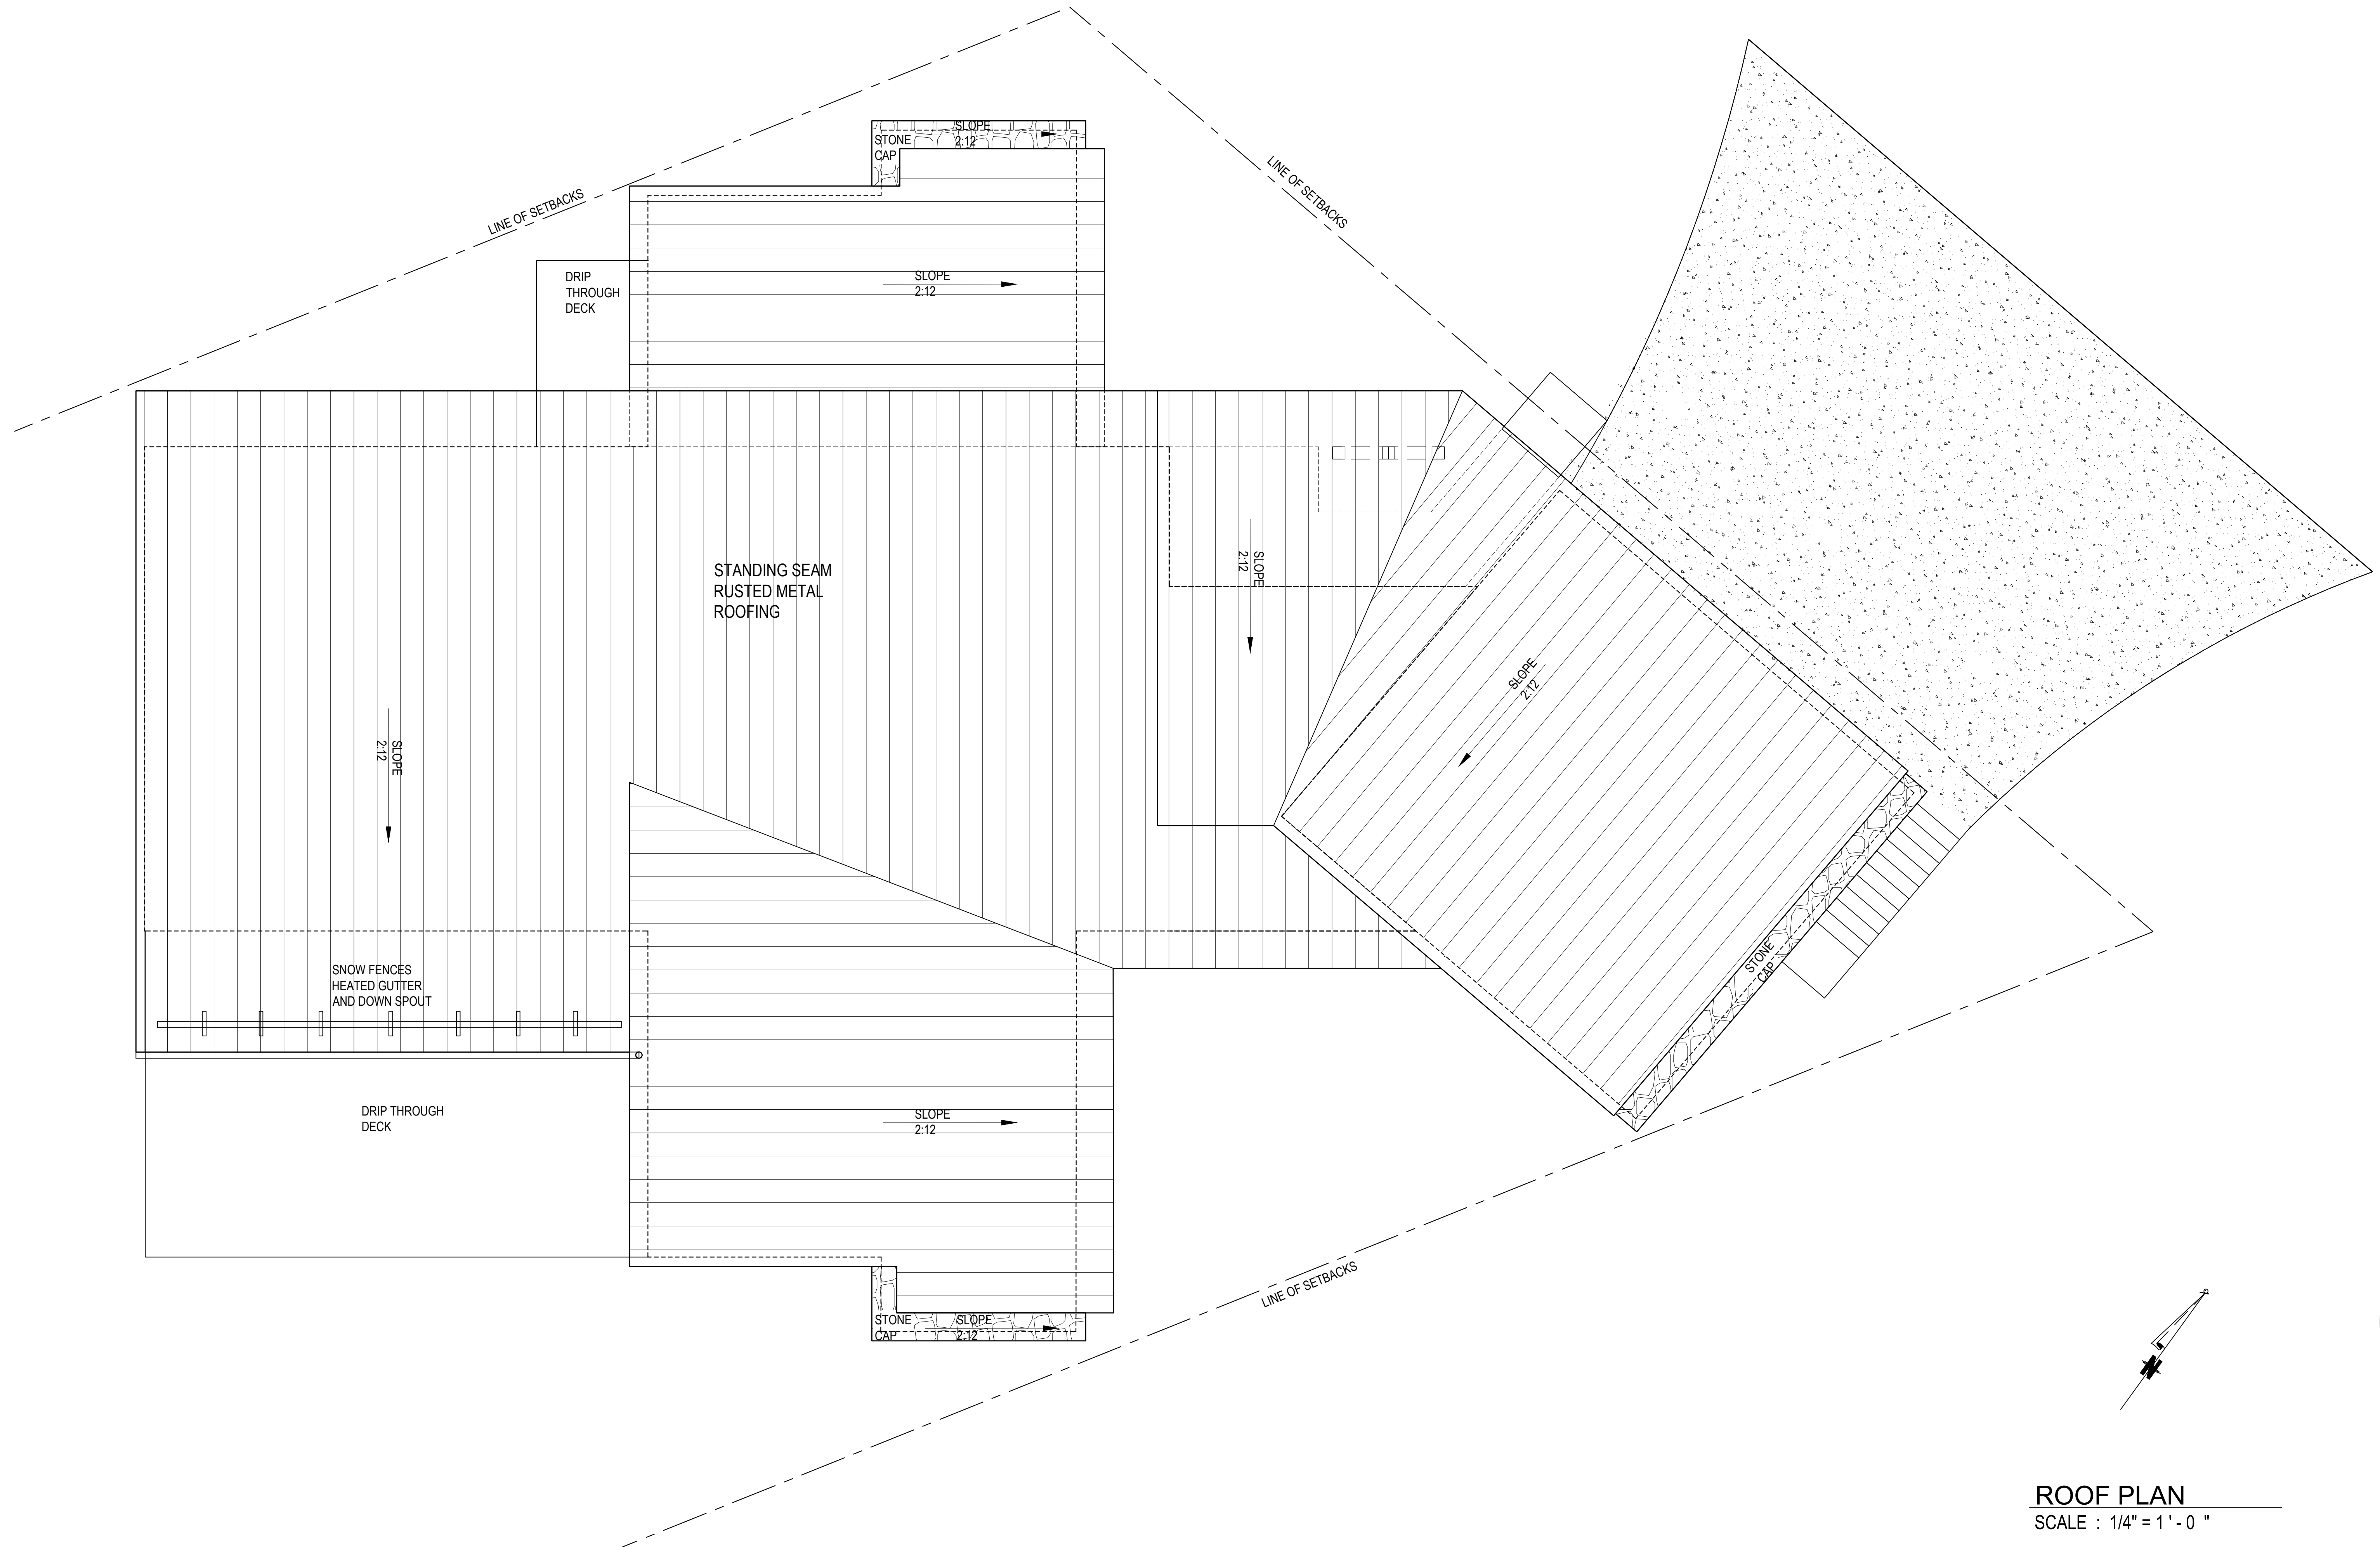 SLOPE
2:12
STONE
CAP
LINE OF SETBACKS
LINE OF SETBACKS
DRIP
THROUGH
DECK
SLOPE
2:12
STANDING SEAM
RUSTED METAL
ROOFING
SLOPE
2:12
SLOPE
2:12
SLOPE
2:12
SNOW FENCES
HEATED GUTTER
AND DOWN SPOUT
STONE
CAP
DRIP THROUGH
DECK
SLOPE
2:12
LINE OF SETBACKS
STONE
CAP
SLOPE
2:12
N
ROOF PLAN
SCALE : 1/4" = 1 ' - 0 "